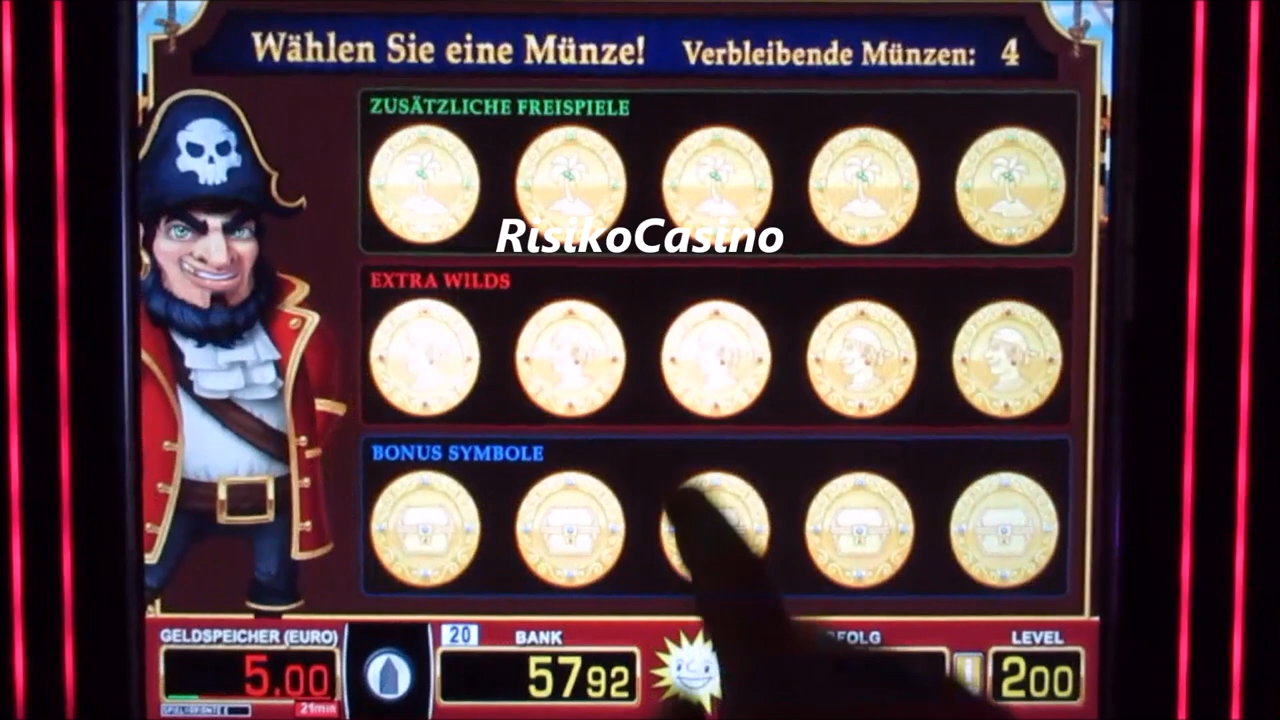 Wählen Sie eine Münze! Verbleibende Münzen: 4
ZUSÄTZLICHE FREISPIELE
RisikoCasino
EXTRA WILDS
BONUS SYMBOLE
GELDSPEICHER (EURO) 20 BANK FOLG LEVEL
5.00 5792 200
21min